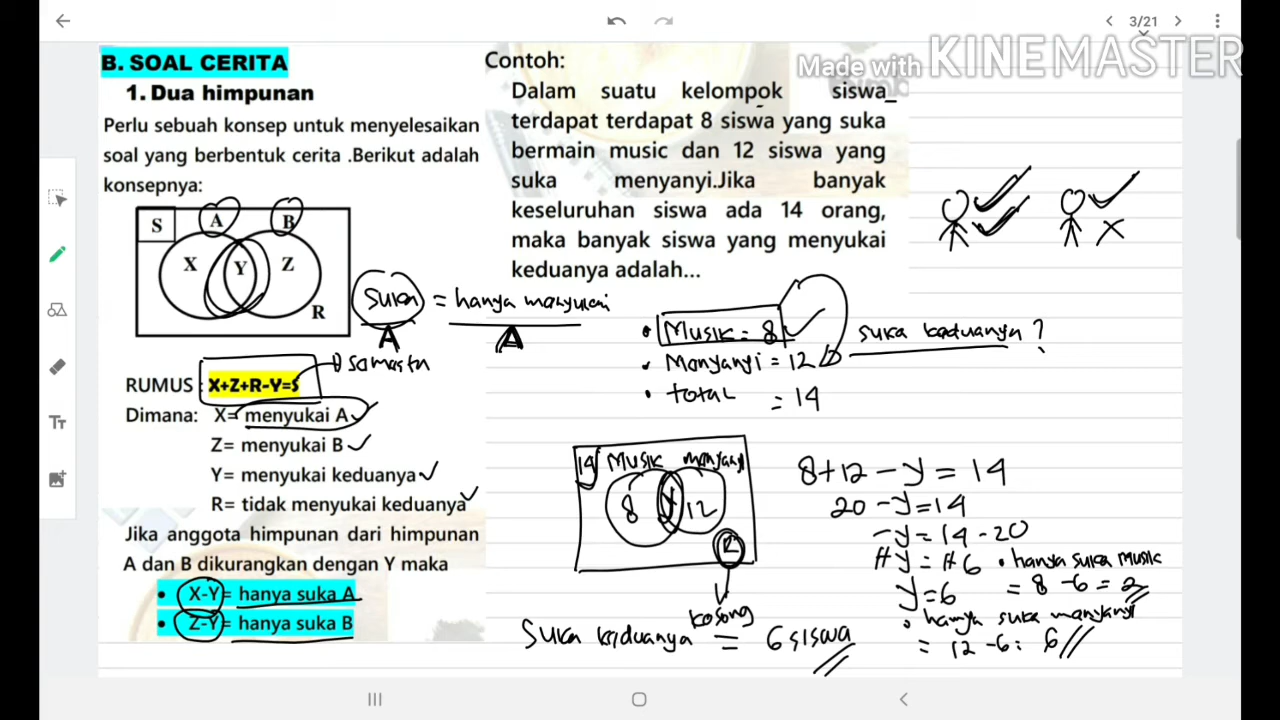 3/21
Made with KINEMASTER
B. SOAL CERITA
1. Dua himpunan
Perlu sebuah konsep untuk menyelesaikan
soal yang berbentuk cerita .Berikut adalah
konsepnya:
S A B
X Y Z
R
suka = hanya menyukai
A A
semesta
RUMUS : X+Z+R-Y=S
Dimana: X= menyukai A
Z= menyukai B
Y= menyukai keduanya
R= tidak menyukai keduanya
Jika anggota himpunan dari himpunan
A dan B dikurangkan dengan Y maka
• X-Y= hanya suka A
• Z-Y= hanya suka B
Contoh:
Dalam suatu kelompok siswa
terdapat terdapat 8 siswa yang suka
bermain music dan 12 siswa yang
suka menyanyi.Jika banyak
keseluruhan siswa ada 14 orang,
maka banyak siswa yang menyukai
keduanya adalah...
• Musik = 8
• Menyanyi = 12
• total = 14
suka keduanya ?
14 Musik menyanyi
8 Y 12
R
kosong
8+12-y=14
20-y=14
-y=14-20
y=6
• hanya suka music
= 8-6=2
• hanya suka menyanyi
= 12-6= 6
Suka keduanya = 6 siswa
Tt